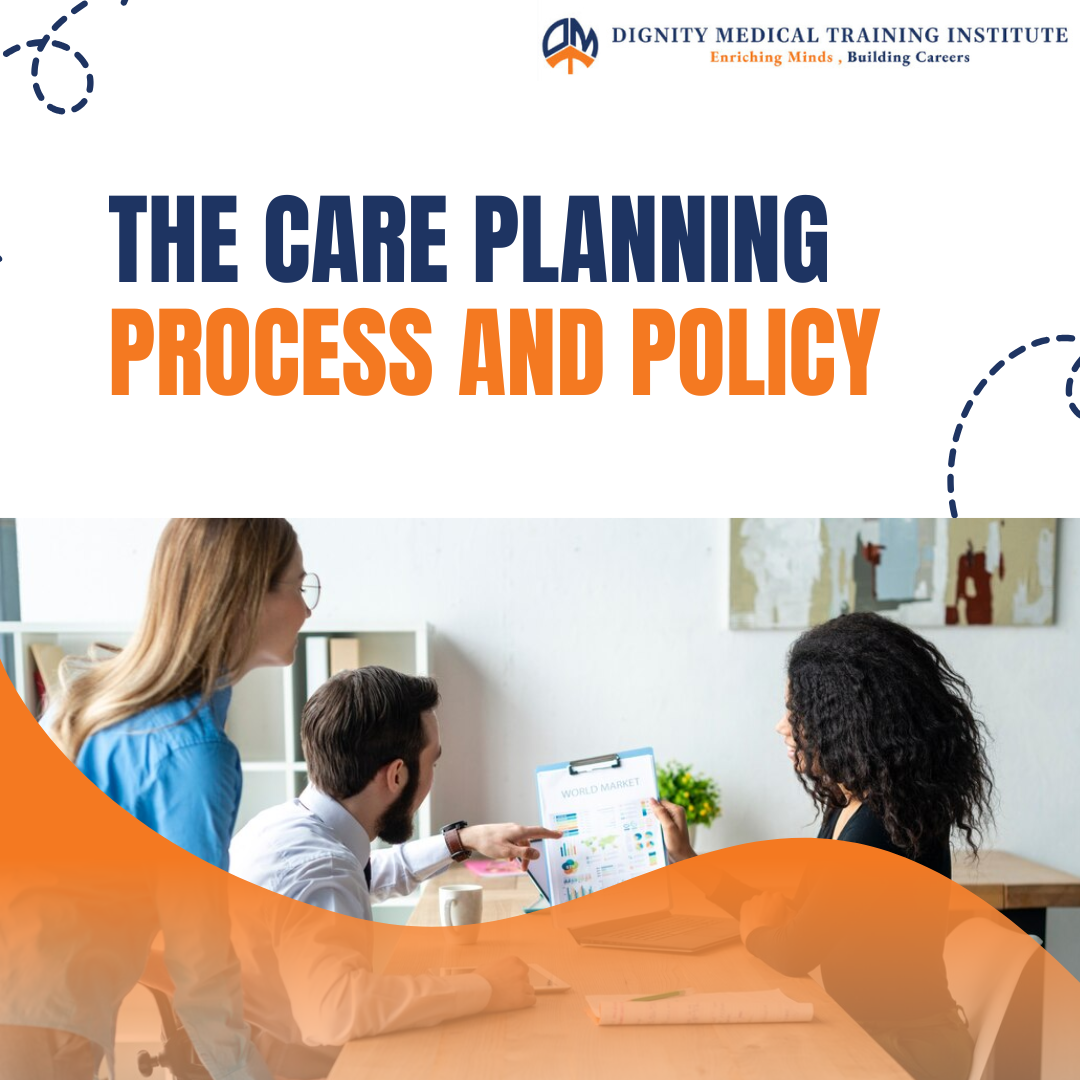 DIGNITY MEDICAL TRAINING INSTITUTE
Enriching Minds , Building Careers
THE CARE PLANNING
PROCESS AND POLICY
WORLD MARKET